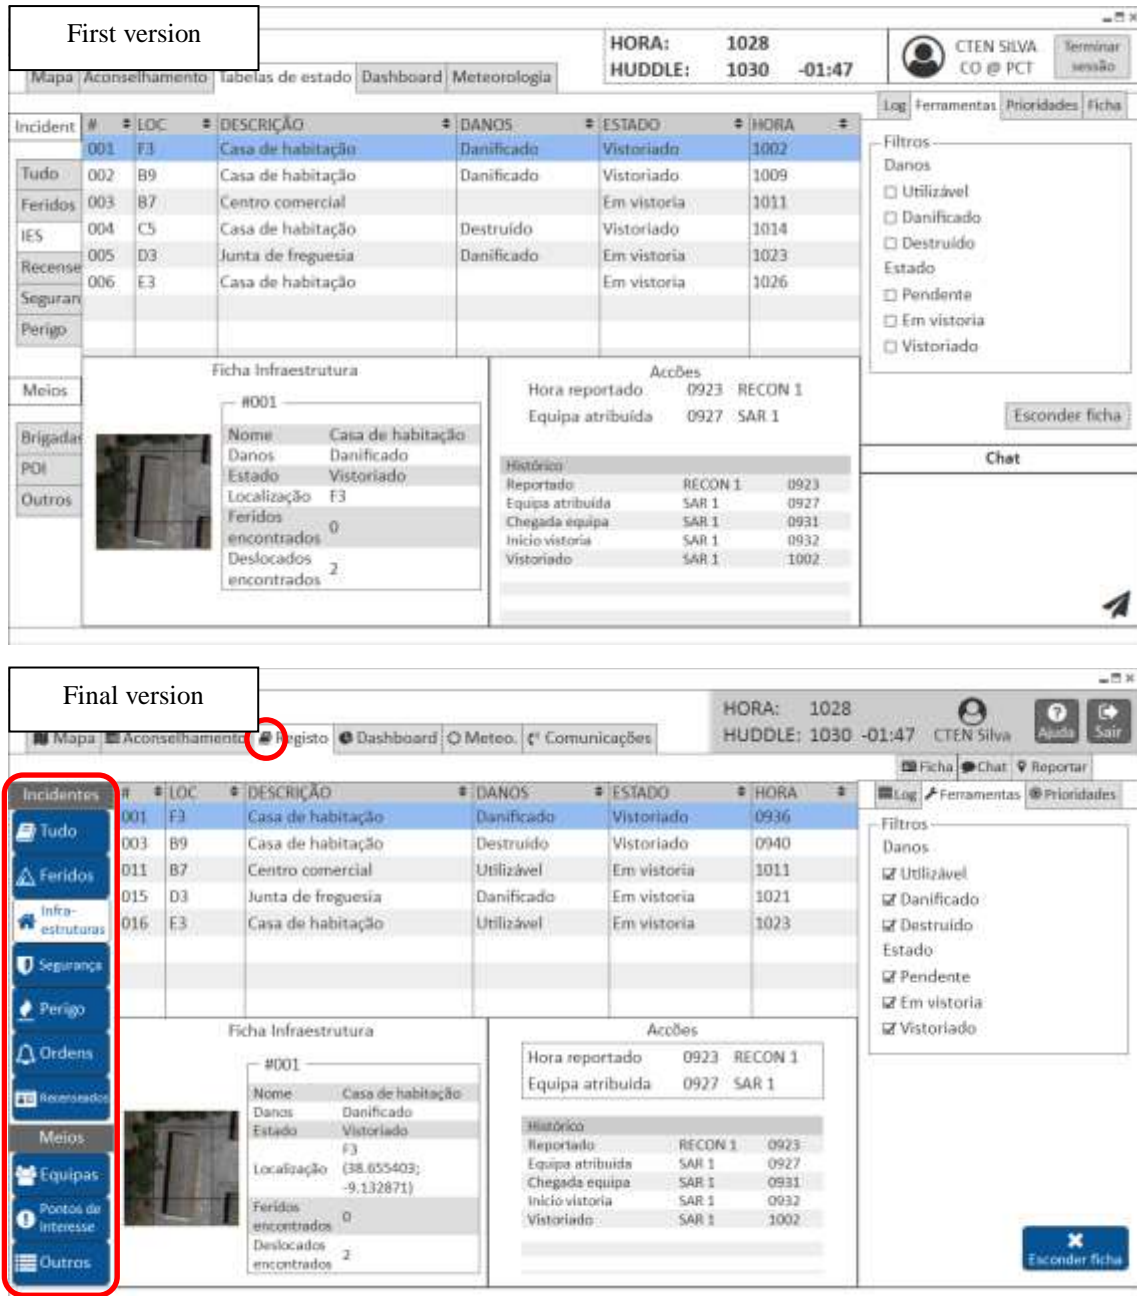 First version
HORA: 1028
HUDDLE: 1030 -01:47
CTEN SILVA
CO @ PCT
Terminar sessão
Mapa Aconselhamento Tabelas de estado Dashboard Meteorologia
Log Ferramentas Prioridades Ficha
Incident # LOC DESCRIÇÃO DANOS ESTADO HORA
001 F3 Casa de habitação Danificado Vistoriado 1002
002 B9 Casa de habitação Danificado Vistoriado 1009
003 B7 Centro comercial Em vistoria 1011
004 C5 Casa de habitação Destruído Vistoriado 1014
005 D3 Junta de freguesia Danificado Em vistoria 1023
006 E3 Casa de habitação Em vistoria 1026
Tudo
Feridos
IES
Recense
Seguran
Perigo
Meios
Brigadas
PDI
Outros
Filtros
Danos
Utilizável
Danificado
Destruído
Estado
Pendente
Em vistoria
Vistoriado
Esconder ficha
Chat
Ficha Infraestrutura
#001
Nome Casa de habitação
Danos Danificado
Estado Vistoriado
Localização F3
Feridos encontrados 0
Deslocados encontrados 2
Acções
Hora reportado 0923 RECON 1
Equipa atribuída 0927 SAR 1
Histórico
Reportado RECON 1 0923
Equipa atribuída SAR 1 0927
Chegada equipa SAR 1 0931
Inicio vistoria SAR 1 0932
Vistoriado SAR 1 1002
Final version
HORA: 1028
HUDDLE: 1030 -01:47
CTEN Silva
Ajuda
Sair
Mapa Aconselhamento Registo Dashboard Meteo. Comunicações
Ficha Chat Reportar
Log Ferramentas Prioridades
Incidentes
Tudo
Feridos
Infra-
estruturas
Segurança
Perigo
Ordens
Recenseados
Meios
Equipas
Pontos de
Interesse
Outros
# LOC DESCRIÇÃO DANOS ESTADO HORA
001 F3 Casa de habitação Danificado Vistoriado 0936
003 B9 Casa de habitação Destruído Vistoriado 0940
011 B7 Centro comercial Utilizável Em vistoria 1011
015 D3 Junta de freguesia Danificado Em vistoria 1021
016 E3 Casa de habitação Utilizável Em vistoria 1023
Filtros
Danos
Utilizável
Danificado
Destruído
Estado
Pendente
Em vistoria
Vistoriado
Esconder ficha
Ficha Infraestrutura
#001
Nome Casa de habitação
Danos Danificado
Estado Vistoriado
Localização F3
(38.655403;
-9.132871)
Feridos encontrados 0
Deslocados encontrados 2
Acções
Hora reportado 0923 RECON 1
Equipa atribuída 0927 SAR 1
Histórico
Reportado RECON 1 0923
Equipa atribuída SAR 1 0927
Chegada equipa SAR 1 0931
Inicio vistoria SAR 1 0932
Vistoriado SAR 1 1002